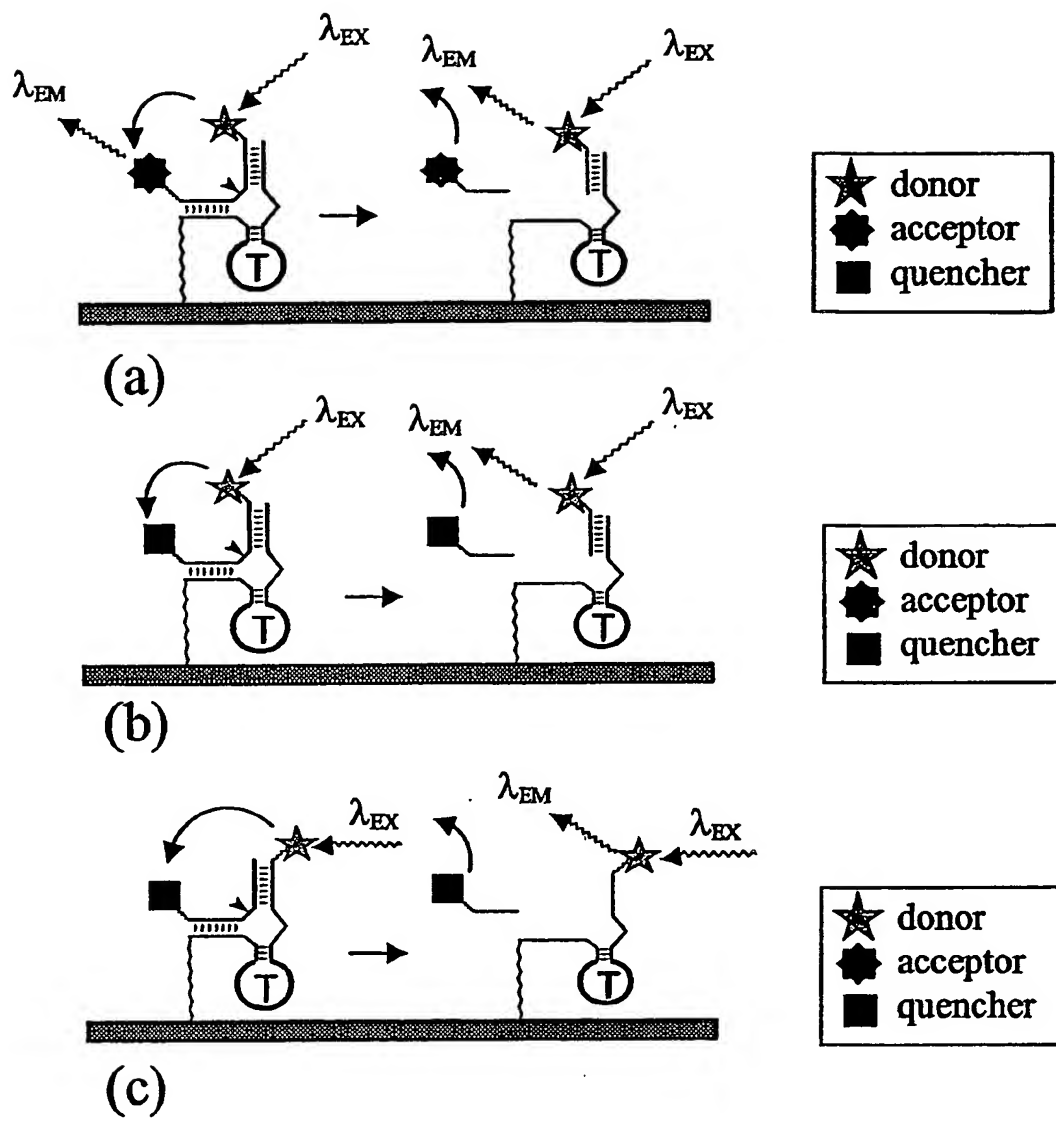 λEX
λEX
λEM
λEM
T
T
donor
acceptor
quencher
(a)
λEX
λEM
λEX
T
T
donor
acceptor
quencher
(b)
λEM
λEX
λEX
T
T
donor
acceptor
quencher
(c)